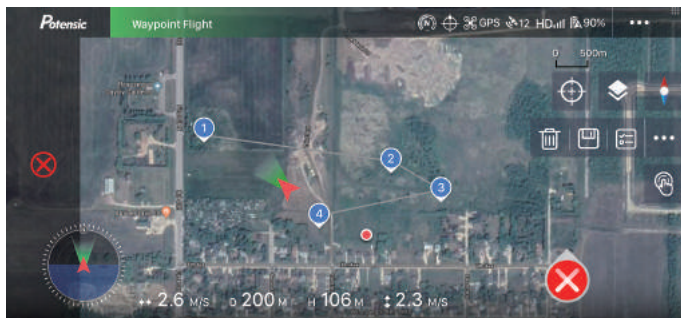 Potensic
Waypoint Flight
GPS 12 HD 90%
0 500m
1
2
3
4
2.6 M/S D 200 M H 106 M 2.3 M/S